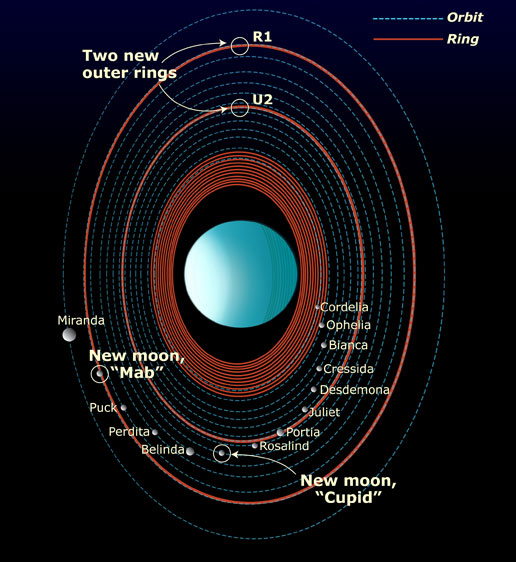 Orbit
Ring
R1
Two new
outer rings
U2
Cordelia
Ophelia
Miranda
Bianca
New moon,
“Mab”
Cressida
Desdemona
Puck
Juliet
Perdita
Portia
Belinda
Rosalind
New moon,
“Cupid”